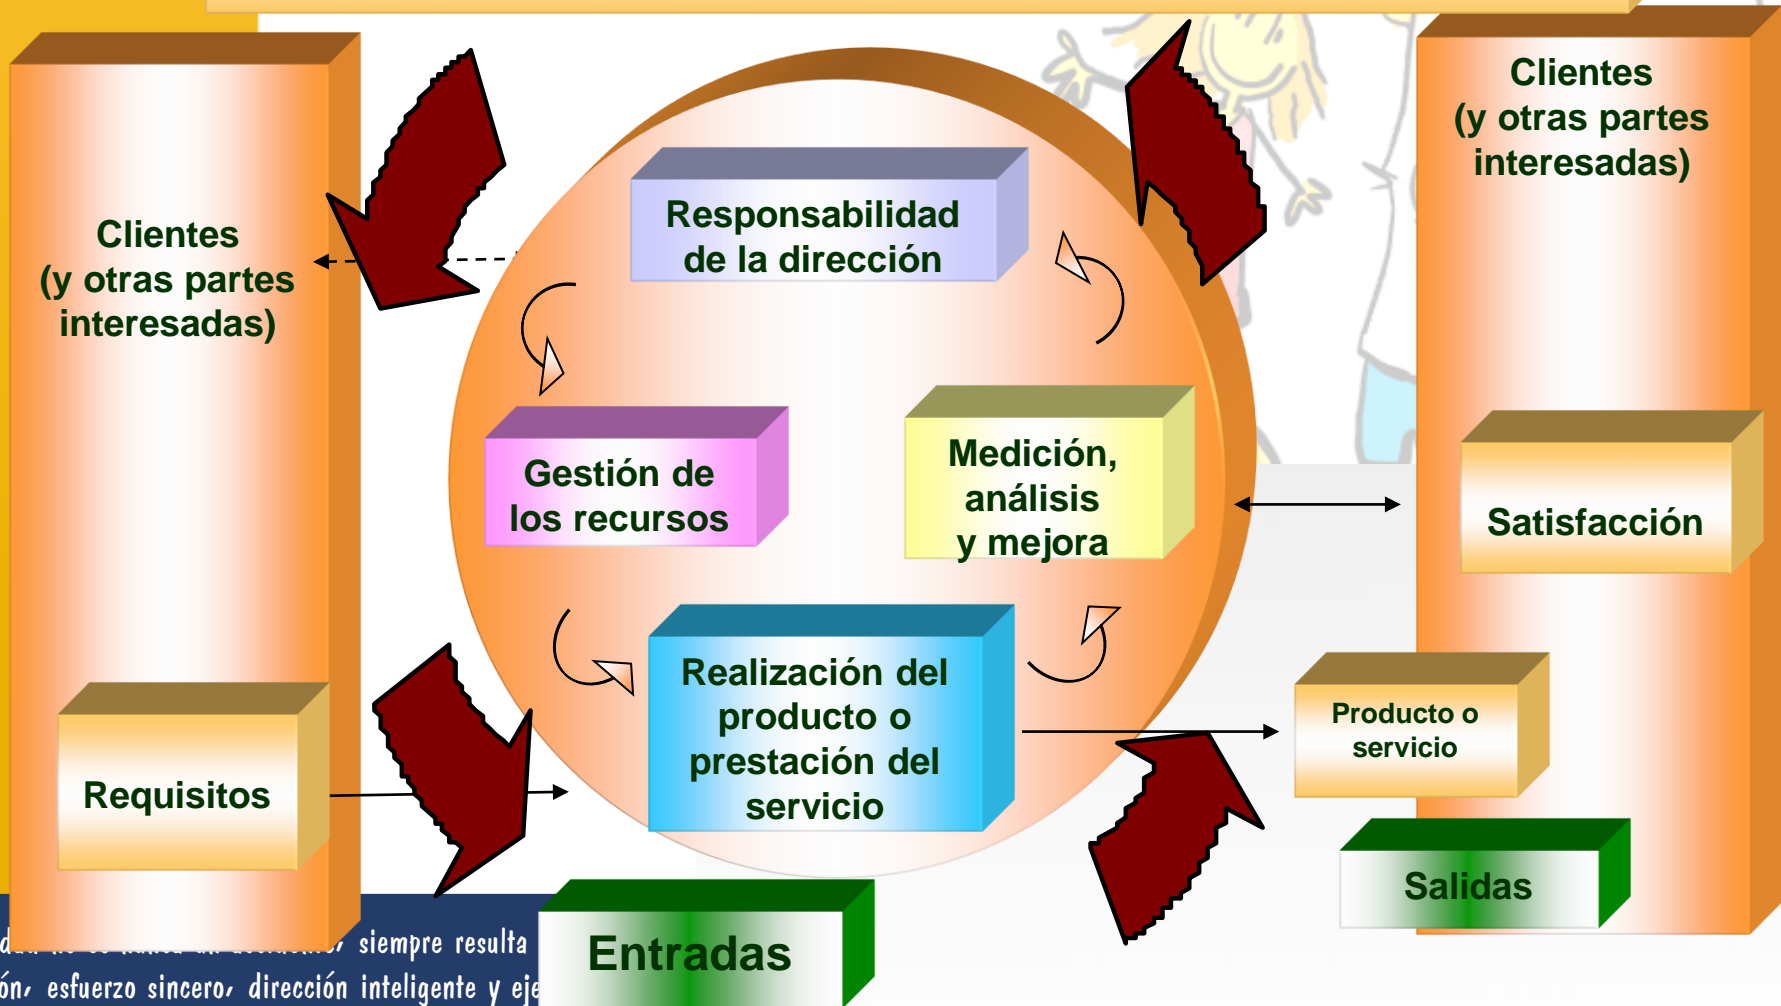 Clientes
(y otras partes
interesadas)
Clientes
(y otras partes
interesadas)
Responsabilidad
de la dirección
Gestión de
los recursos
Medición,
análisis
y mejora
Satisfacción
Realización del
producto o
prestación del
servicio
Producto o
servicio
Requisitos
Salidas
Entradas
siempre resulta
esfuerzo sincero, dirección inteligente y